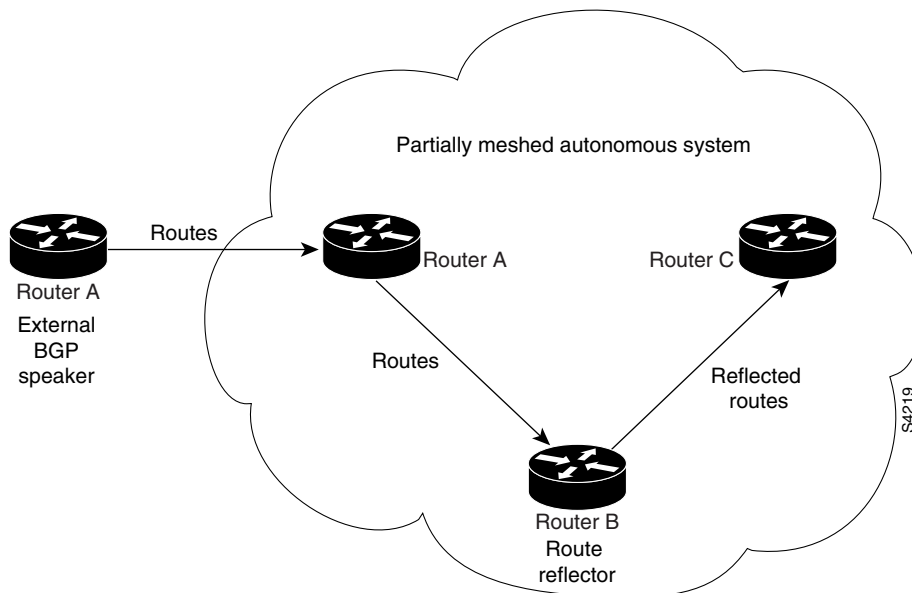 Partially meshed autonomous system
Routes
Router A
Router A
Router C
External
BGP
speaker
Routes
Reflected
routes
Router B
Route
reflector
S4219